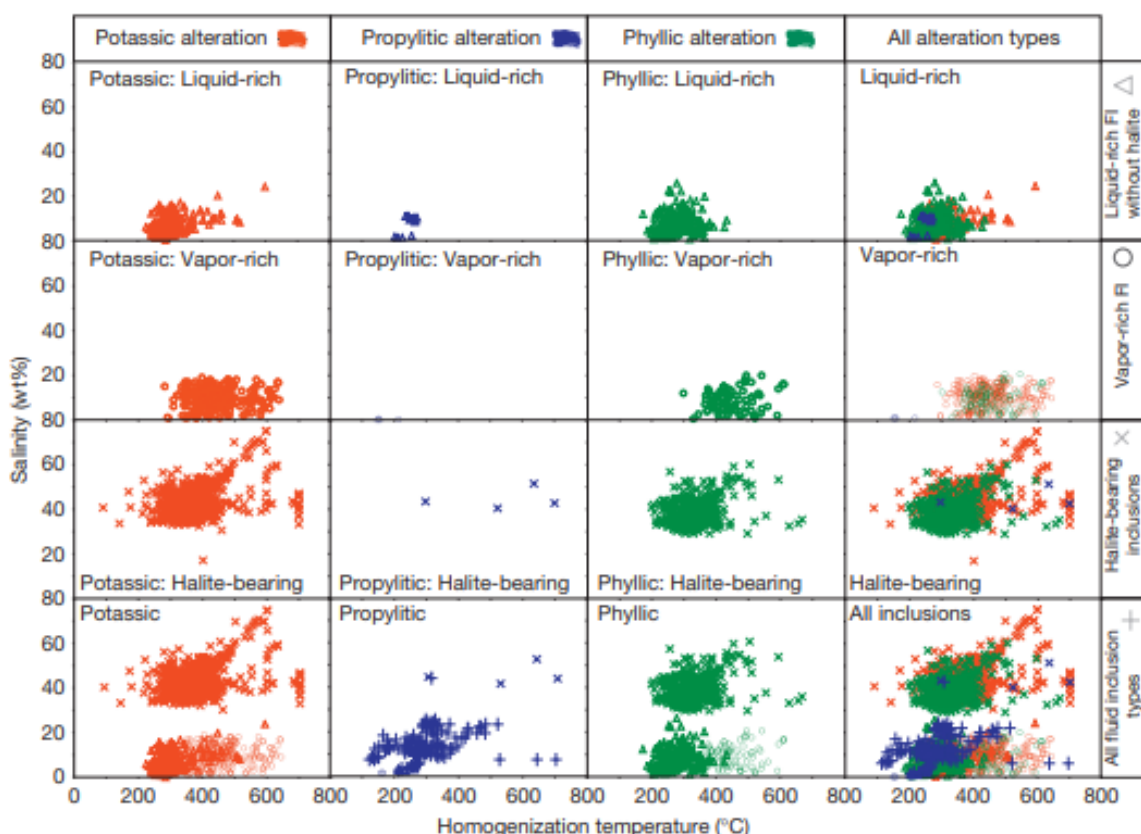 Potassic alteration
Propylitic alteration
Phyllic alteration
All alteration types
80
Potassic: Liquid-rich
Propylitic: Liquid-rich
Phyllic: Liquid-rich
Liquid-rich
60
40
20
Liquid-rich FI
without halite
80
Potassic: Vapor-rich
Propylitic: Vapor-rich
Phyllic: Vapor-rich
Vapor-rich
60
40
20
Vapor-rich FI
80
60
40
20
Potassic: Halite-bearing
Propylitic: Halite-bearing
Phyllic: Halite-bearing
Halite-bearing
Halite-bearing
inclusions
80
Potassic
Propylitic
Phyllic
All inclusions
60
40
20
0
All fluid inclusion
types
Salinity (wt%)
0 200 400 600 800 200 400 600 800 200 400 600 80 0 200 400 600 800
Homogenization temperature (°C)